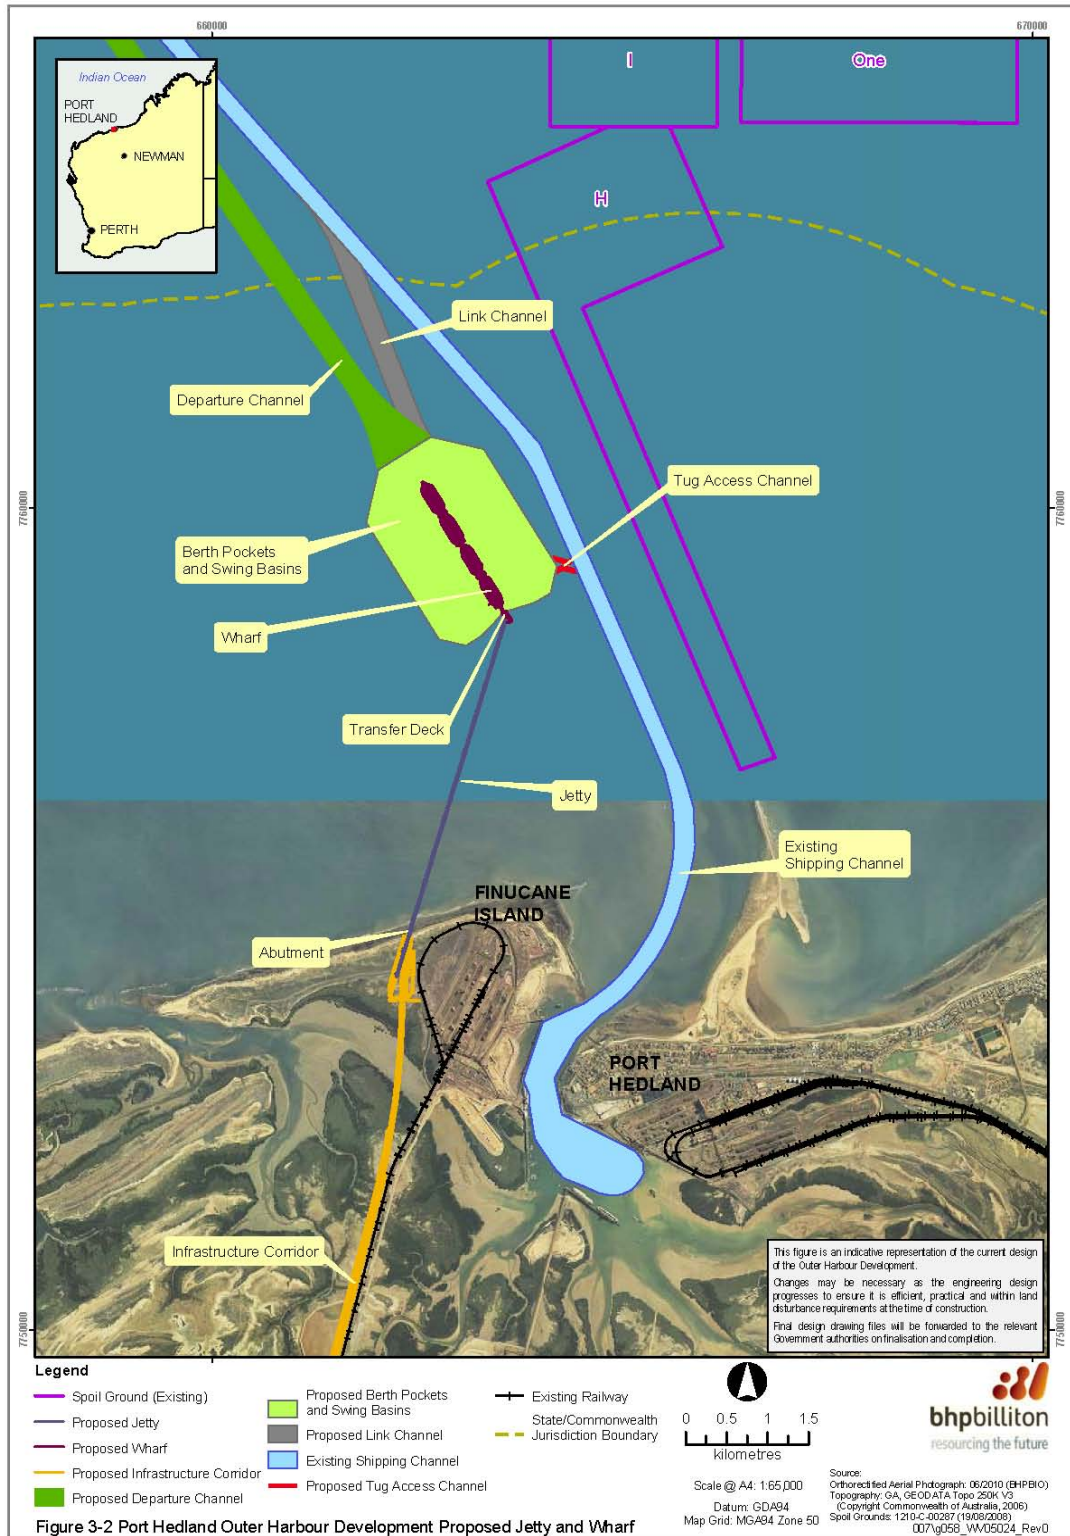 660000
670000
Indian Ocean
PORT
HEDLAND
NEWMAN
PERTH
I
One
H
Link Channel
Departure Channel
Tug Access Channel
7760000
7760000
Berth Pockets
and Swing Basins
Wharf
Transfer Deck
Jetty
Existing
Shipping Channel
FINUCANE
ISLAND
Abutment
PORT
HEDLAND
Infrastructure Corridor
This figure is an indicative representation of the current design
of the Outer Harbour Development.
Changes may be necessary as the engineering design
progresses to ensure it is efficient, practical and within land
disturbance requirements at the time of construction.
Final design drawing files will be forwarded to the relevant
Government authorities on finalisation and completion.
7750000
7750000
Legend
Spoil Ground (Existing)
Proposed Jetty
Proposed Wharf
Proposed Infrastructure Corridor
Proposed Departure Channel
Proposed Berth Pockets
and Swing Basins
Proposed Link Channel
Existing Shipping Channel
Proposed Tug Access Channel
Existing Railway
State/Commonwealth
Jurisdiction Boundary
0 0.5 1 1.5
kilometres
Scale @ A4: 1:65,000
Datum: GDA94
Map Grid: MGA94 Zone 50
bhpbilliton
resourcing the future
Source:
Orthorectified Aerial Photograph: 06/2010 (BHPBIO)
Topography: GA, GEODATA Topo 250K V3
(Copyright Commonwealth of Australia, 2006)
Spoil Grounds: 1210-C-00287 (19/08/2008)
007\g058_WV05024_Rev0
Figure 3-2 Port Hedland Outer Harbour Development Proposed Jetty and Wharf